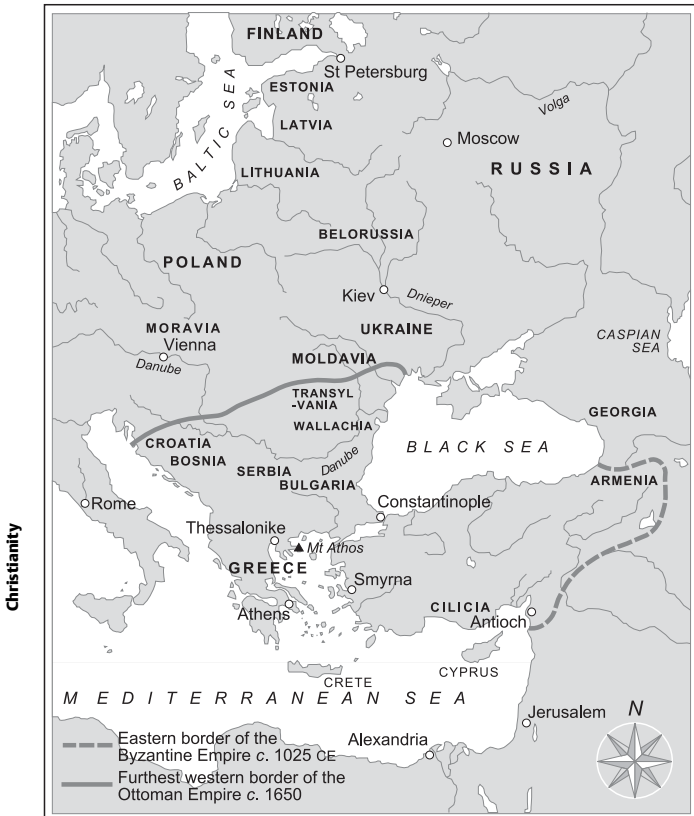 Christianity
FINLAND
St Petersburg
ESTONIA
BALTIC SEA
LATVIA
Volga
Moscow
LITHUANIA
RUSSIA
BELORUSSIA
POLAND
Kiev
Dnieper
MORAVIA
Vienna
Danube
UKRAINE
CASPIAN
SEA
MOLDAVIA
TRANSYL
-VANIA
WALLACHIA
GEORGIA
CROATIA
BOSNIA
BLACK SEA
SERBIA
Danube
BULGARIA
ARMENIA
Rome
Constantinople
Thessalonike
Mt Athos
GREECE
Smyrna
Athens
CILICIA
Antioch
CYPRUS
CRETE
MEDITERRANEAN SEA
Jerusalem
N
Alexandria
Eastern border of the
Byzantine Empire c. 1025 CE
Furthest western border of the
Ottoman Empire c. 1650